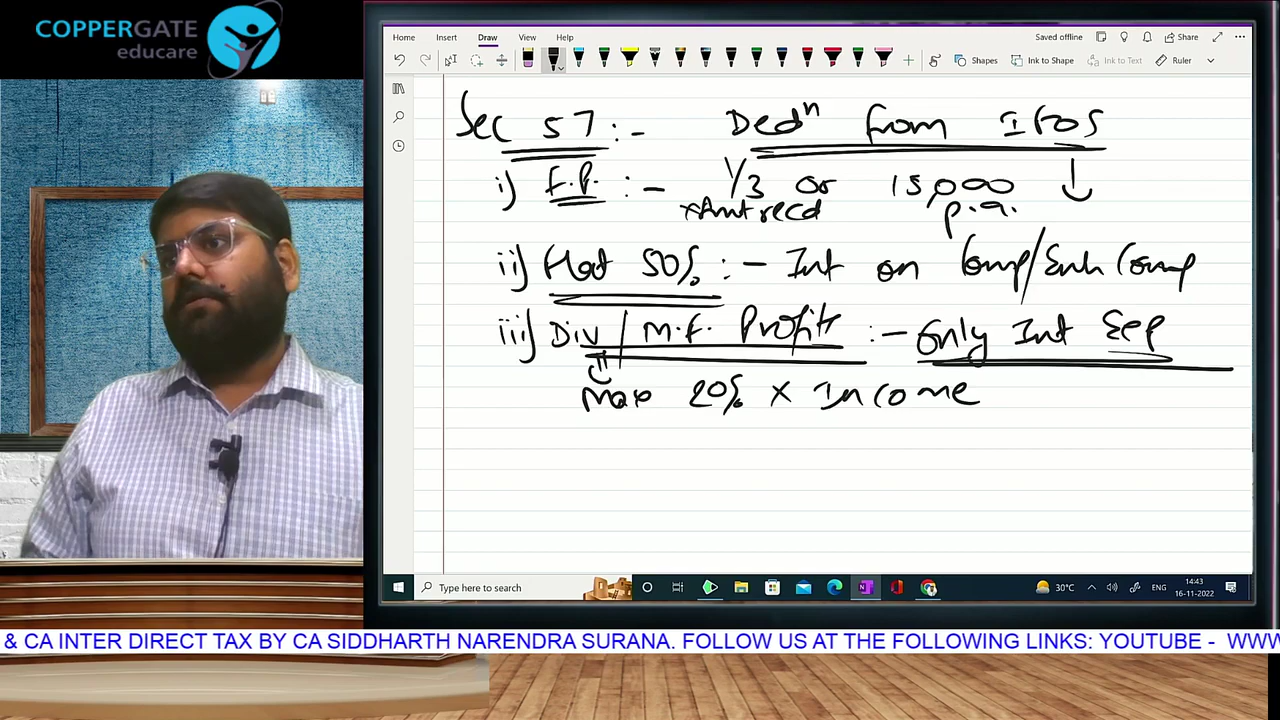 COPPERGATE
educare
Home Insert Draw View Help
Saved offline
Share
Shapes
Ink to Shape
Ink to Text
Ruler
Sec 57:- Dedⁿ from IFOS
i) F.P. :- 1/3 or 15,000 ↓
x Amt recd p.a.
ii) Flat 50% :- Int on Comp/Enh Comp
iii) Div / M.F. Profits :- Only Int Exp
Max 20% x Income
Type here to search
30°C
ENG
14:43
16-11-2022
& CA INTER DIRECT TAX BY CA SIDDHARTH NARENDRA SURANA. FOLLOW US AT THE FOLLOWING LINKS: YOUTUBE - WWW